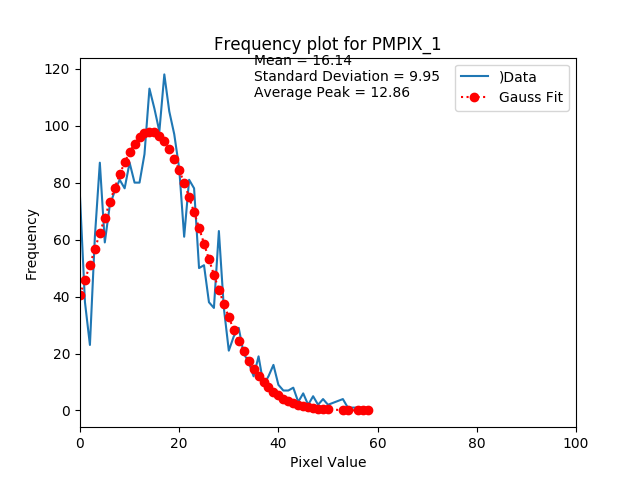 Frequency plot for PMPIX_1
Mean = 16.14
Standard Deviation = 9.95
Average Peak = 12.86
)Data
Gauss Fit
Frequency
120
100
80
60
40
20
0
0 20 40 60 80 100
Pixel Value